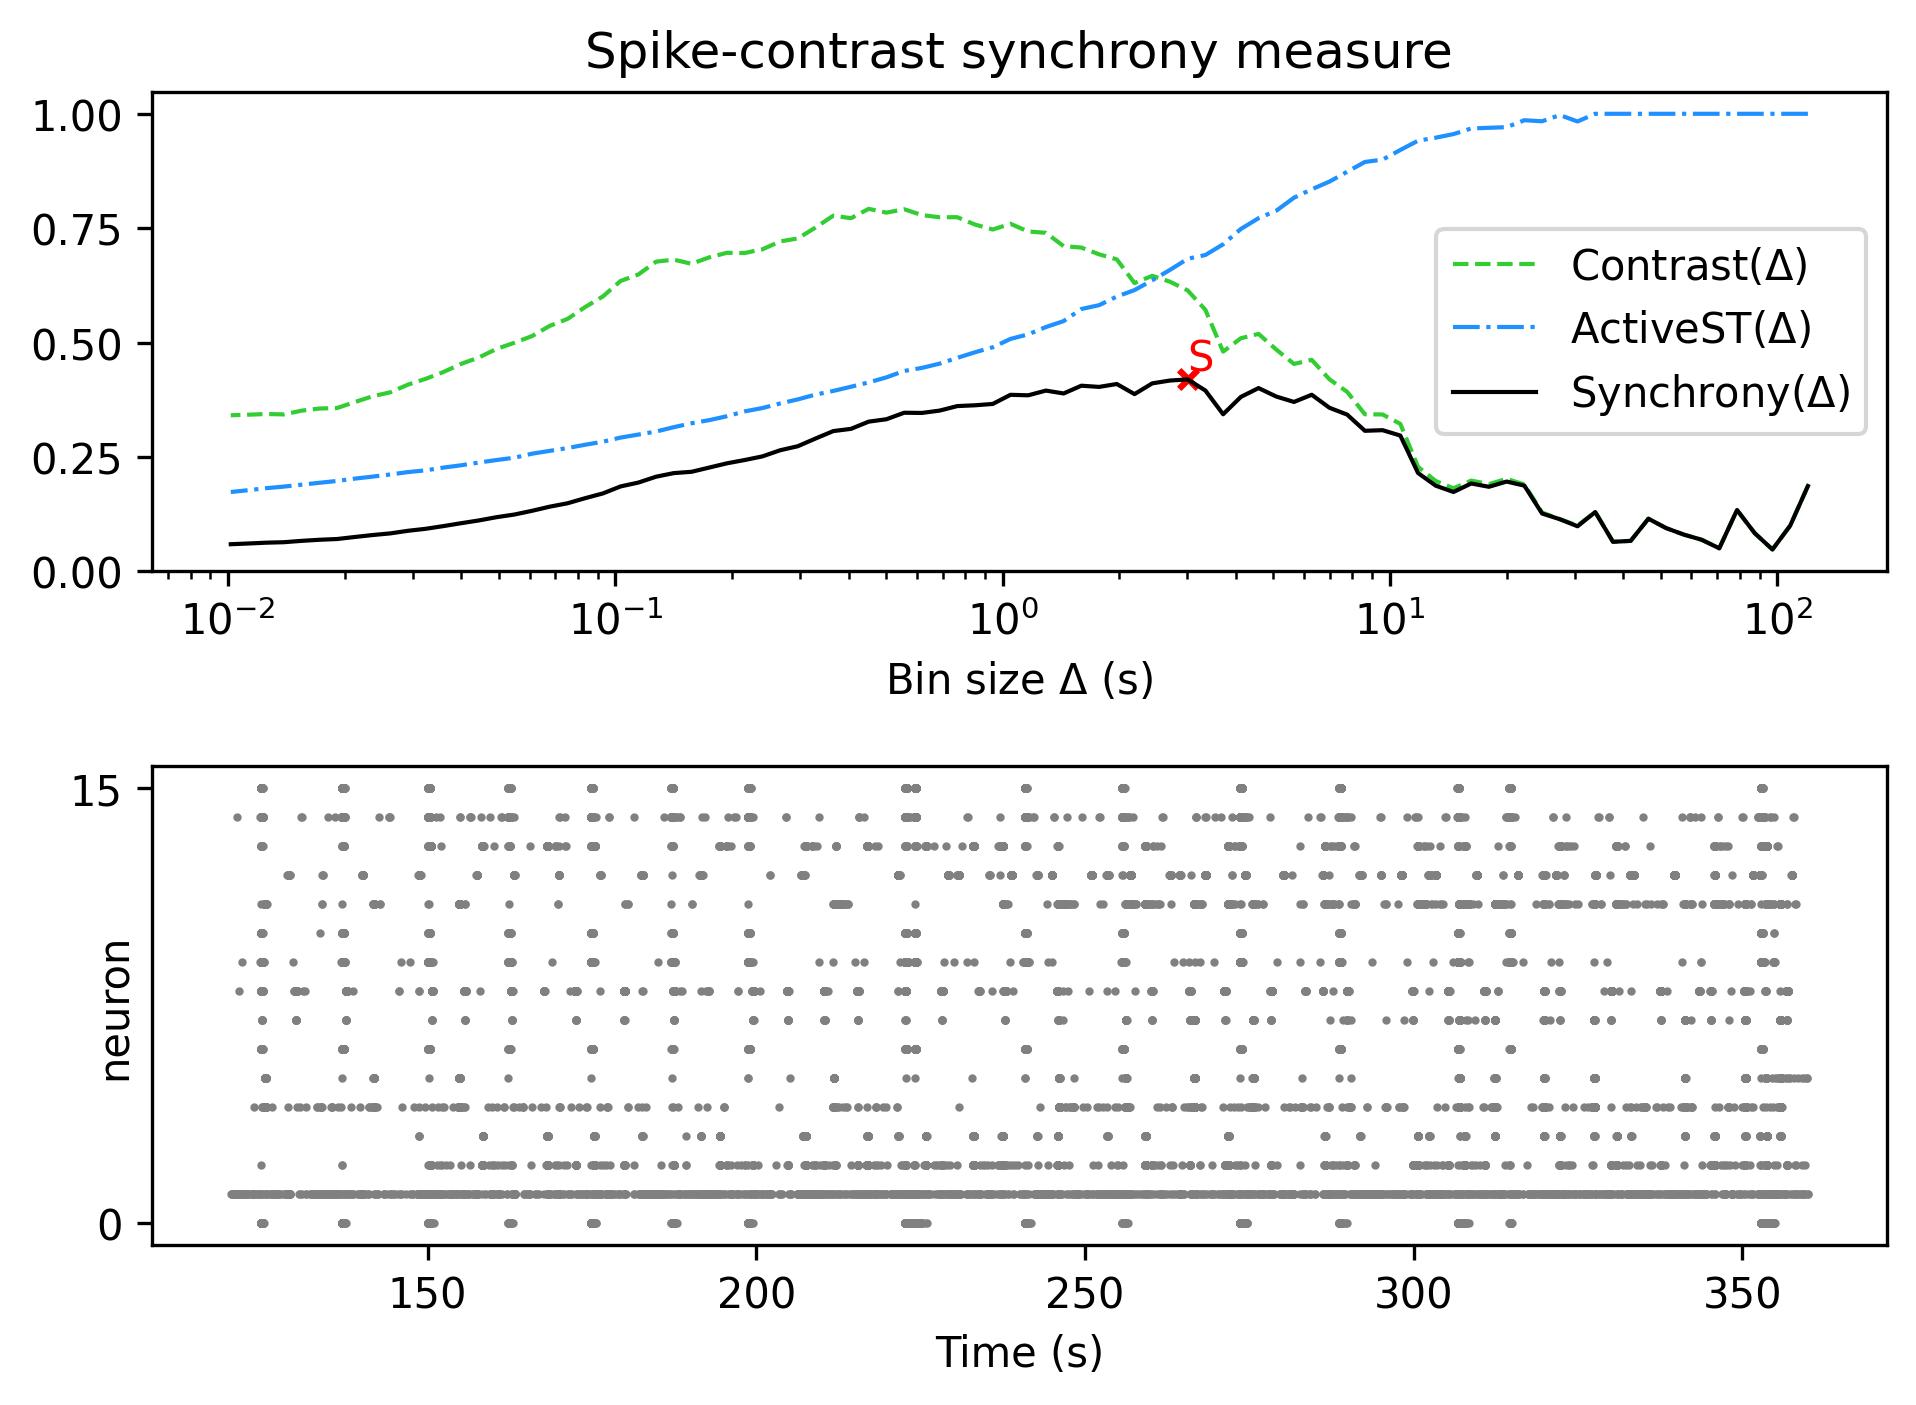 Spike-contrast synchrony measure
1.00
0.75
0.50
0.25
0.00
S
Contrast(Δ)
ActiveST(Δ)
Synchrony(Δ)
10⁻² 10⁻¹ 10⁰ 10¹ 10²
Bin size Δ (s)
15
neuron
0
150 200 250 300 350
Time (s)